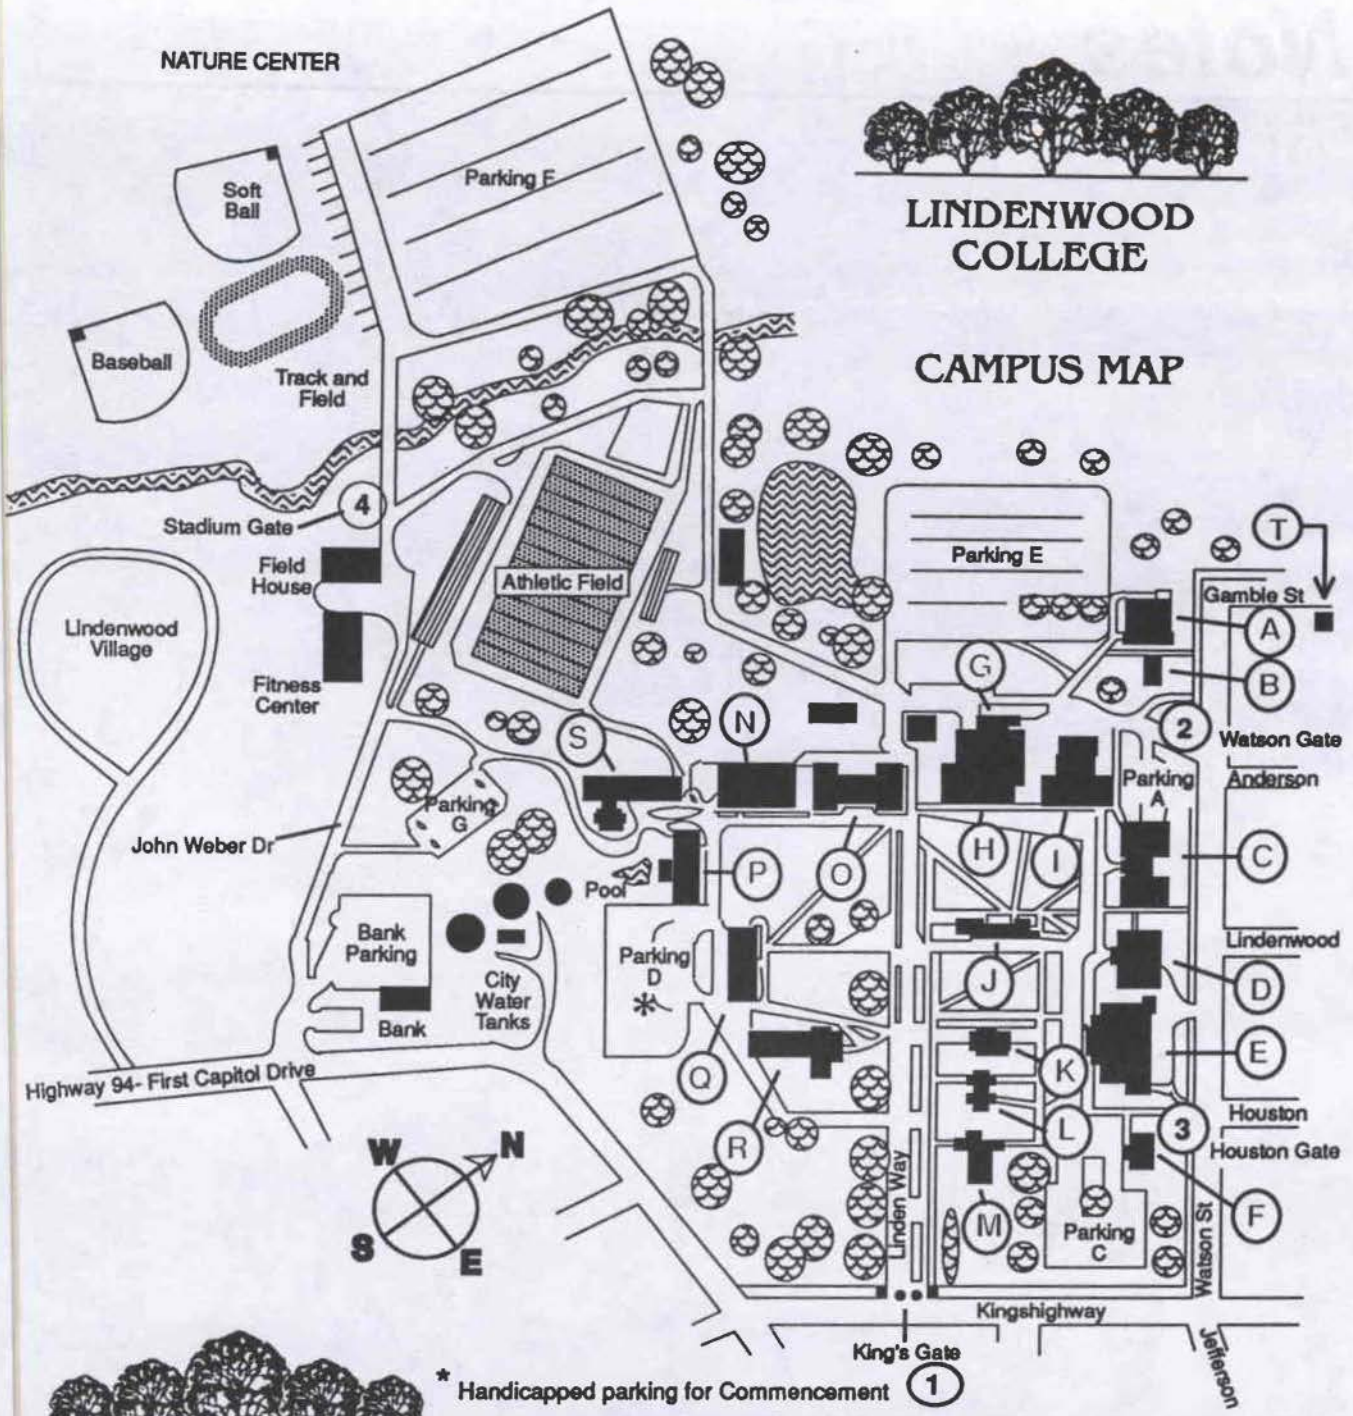 NATURE CENTER
Soft
Ball
Parking F
LINDENWOOD
COLLEGE
Baseball
Track and
Field
CAMPUS MAP
4
Stadium Gate
Field
House
Athletic Field
Parking E
T
Gamble St
A
Lindenwood
Village
G
B
Fitness
Center
S
N
2
Watson Gate
Parking
G
Parking
A
Anderson
John Weber Dr
Pool
P
O
H
I
C
Bank
Parking
Parking
D
*
J
Lindenwood
D
City
Water
Tanks
Bank
Q
K
E
Highway 94- First Capitol Drive
R
L
3
Houston
Houston Gate
W
N
S
E
Linden Way
M
Parking
C
Watson St
F
Kingshighway
Jefferson
King's Gate
1
* Handicapped parking for Commencement